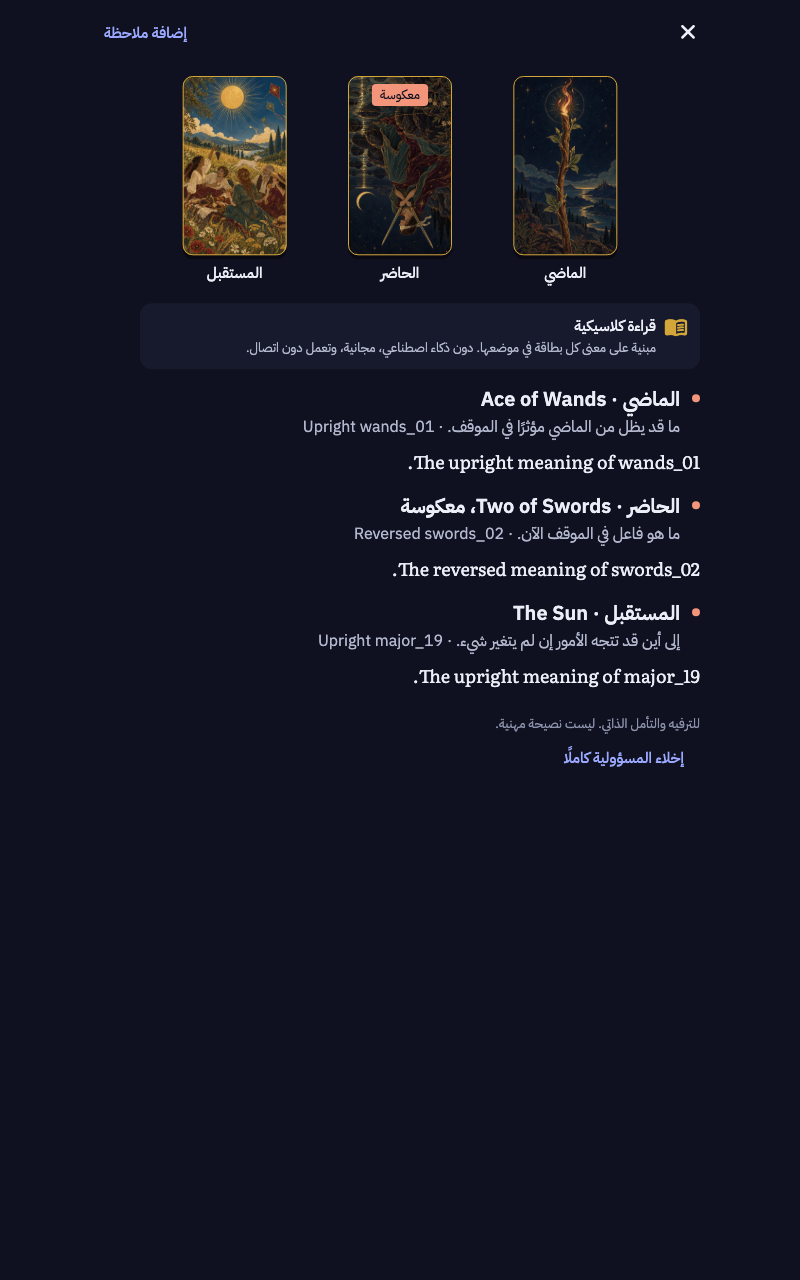 إضافة ملاحظة
معكوسة
الماضي
الحاضر
المستقبل
قراءة كلاسيكية
مبنية على معنى كل بطاقة في موضعها. دون ذكاء اصطناعي، مجانية، وتعمل دون اتصال.
الماضي · Ace of Wands
ما قد يظل من الماضي مؤثرًا في الموقف. · Upright wands_01
The upright meaning of wands_01.
الحاضر · Two of Swords، معكوسة
ما هو فاعل في الموقف الآن. · Reversed swords_02
The reversed meaning of swords_02.
المستقبل · The Sun
إلى أين قد تتجه الأمور إن لم يتغير شيء. · Upright major_19
The upright meaning of major_19.
للترفيه والتأمل الذاتي. ليست نصيحة مهنية.
إخلاء المسؤولية كاملًا